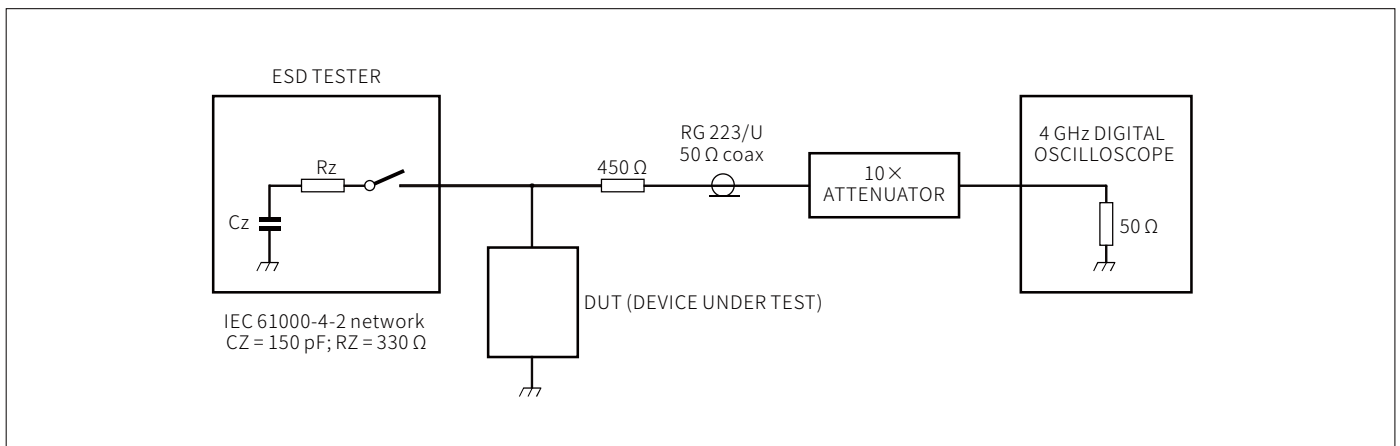 ESD TESTER
Rz
Cz
IEC 61000-4-2 network
CZ = 150 pF; RZ = 330 Ω
450 Ω
RG 223/U
50 Ω coax
DUT (DEVICE UNDER TEST)
10×
ATTENUATOR
4 GHz DIGITAL
OSCILLOSCOPE
50 Ω